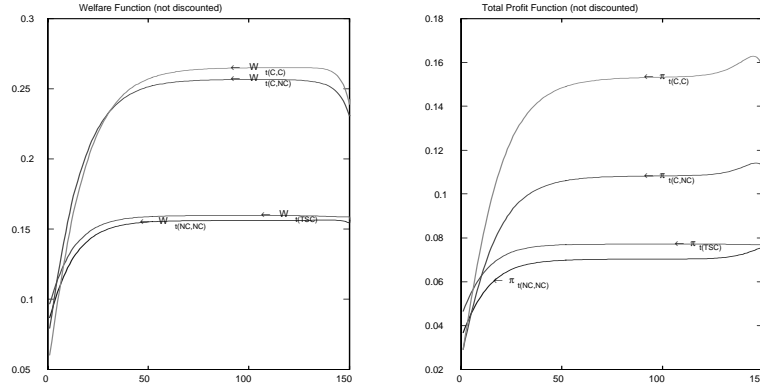 Welfare Function (not discounted)
0.3
0.25
0.2
0.15
0.1
0.05
0
50
100
150
← W t(C,C)
← W t(C,NC)
← W t(TSC)
← W t(NC,NC)
Total Profit Function (not discounted)
0.18
0.16
0.14
0.12
0.1
0.08
0.06
0.04
0.02
0
50
100
150
← π t(C,C)
← π t(C,NC)
← π t(TSC)
← π t(NC,NC)